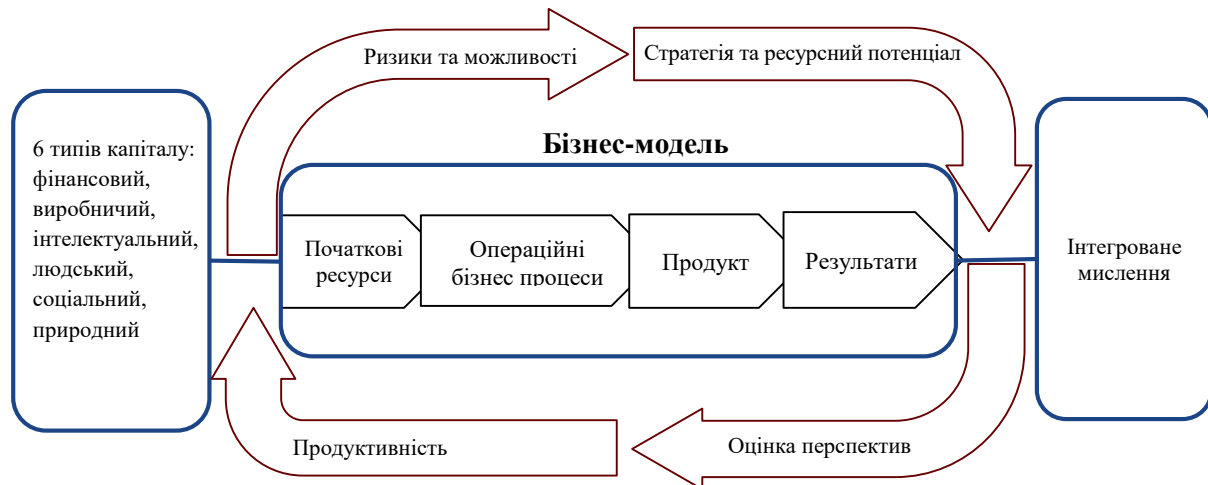 Ризики та можливості
Стратегія та ресурсний потенціал
6 типів капіталу:
фінансовий,
виробничий,
інтелектуальний,
людський,
соціальний,
природний
Бізнес-модель
Початкові
ресурси
Операційні
бізнес процеси
Продукт
Результати
Інтегроване
мислення
Продуктивність
Оцінка перспектив